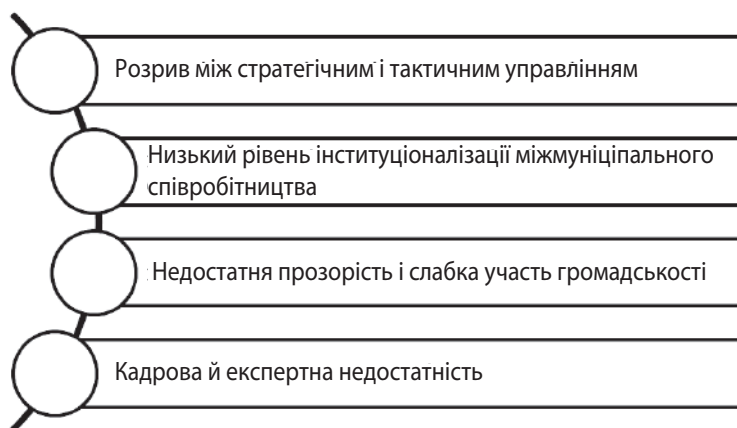 Розрив між стратегічним і тактичним управлінням
Низький рівень інституціоналізації міжмуніципального
співробітництва
Недостатня прозорість і слабка участь громадськості
Кадрова й експертна недостатність